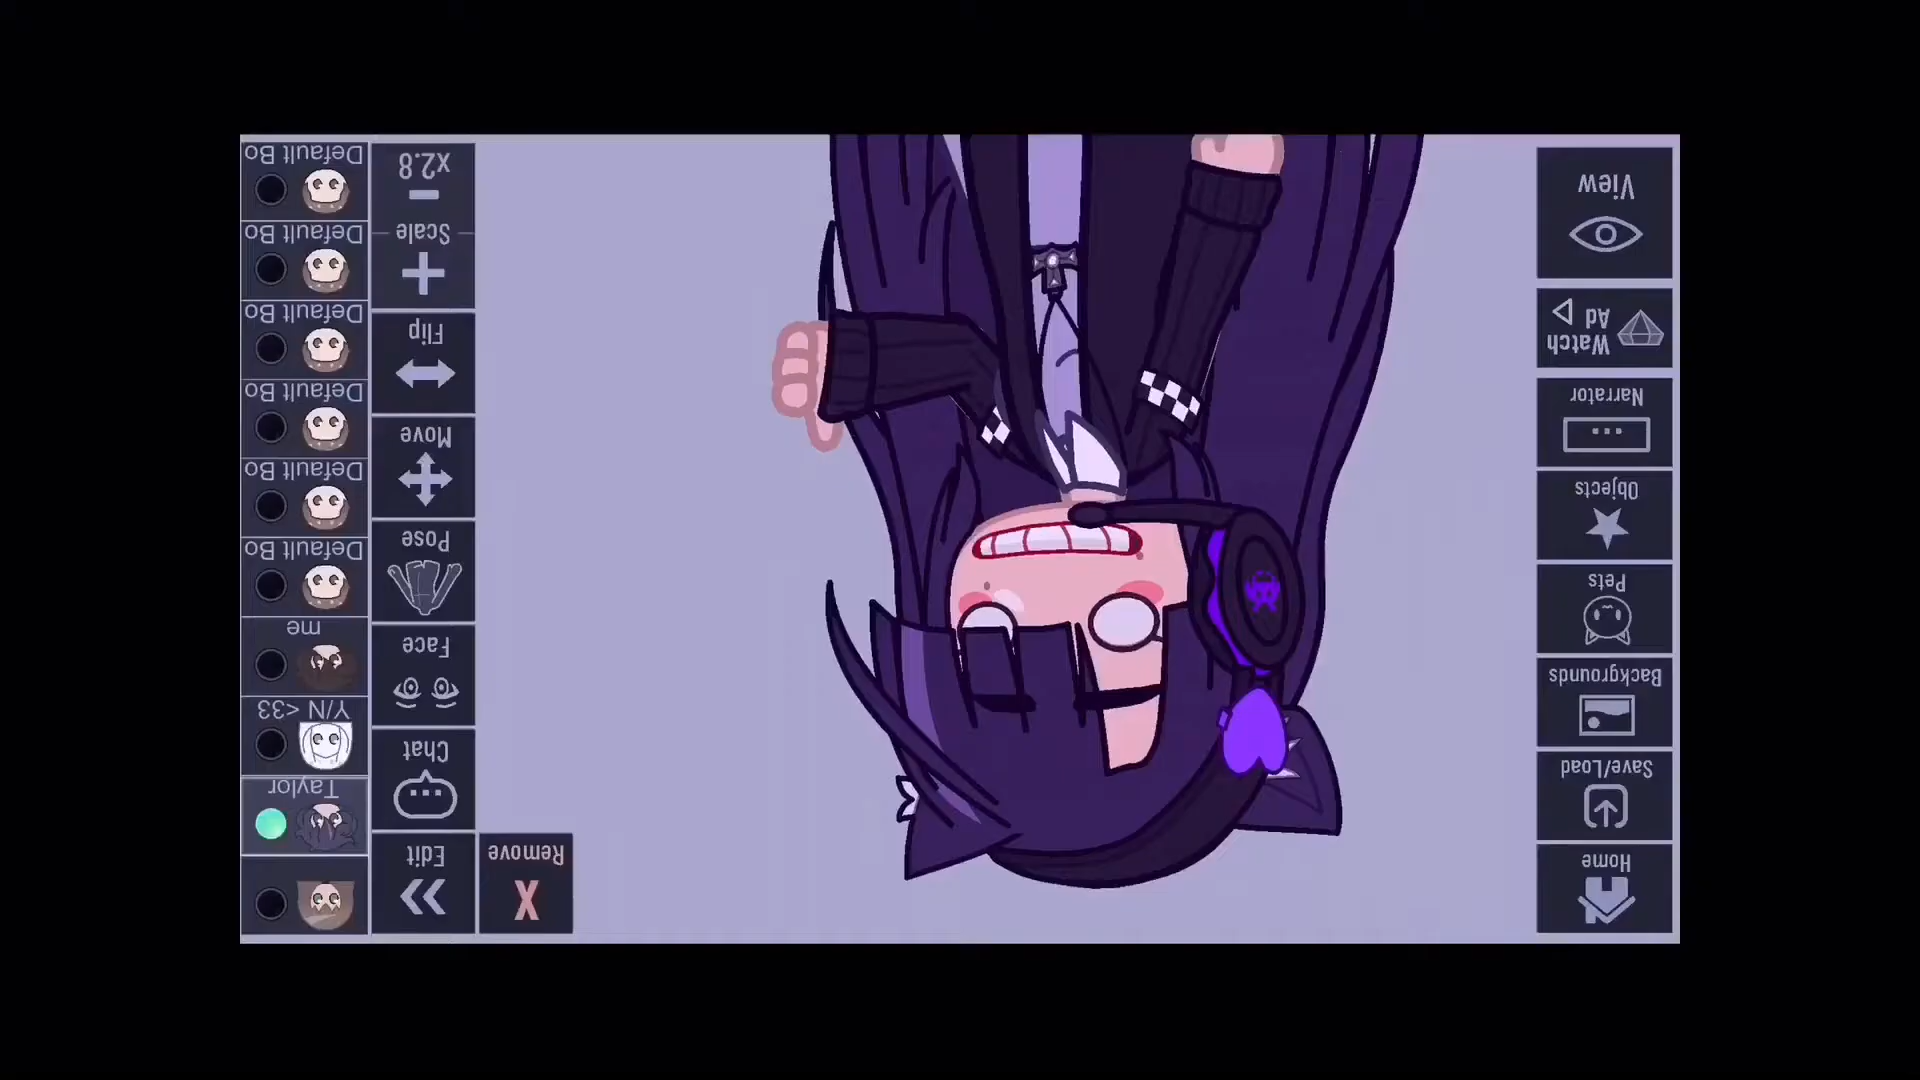 Home
Save/Load
Backgrounds
Pets
Objects
Narrator
Watch
Ad
View
Remove
Edit
Chat
Face
Pose
Move
Flip
Scale
x2.8
Taylor
Y/N <33
me
Default Bo
Default Bo
Default Bo
Default Bo
Default Bo
Default Bo